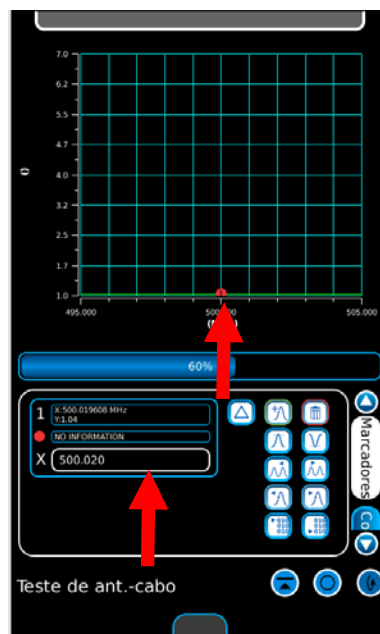 7.0
6.2
5.5
4.7
4.0
3.2
2.5
1.7
1.0
()
495.000
505.000
60%
1
X:500.019608 MHz
Y:1.04
NO INFORMATION
X
500.020
Marcadores
Co
Teste de ant.-cabo